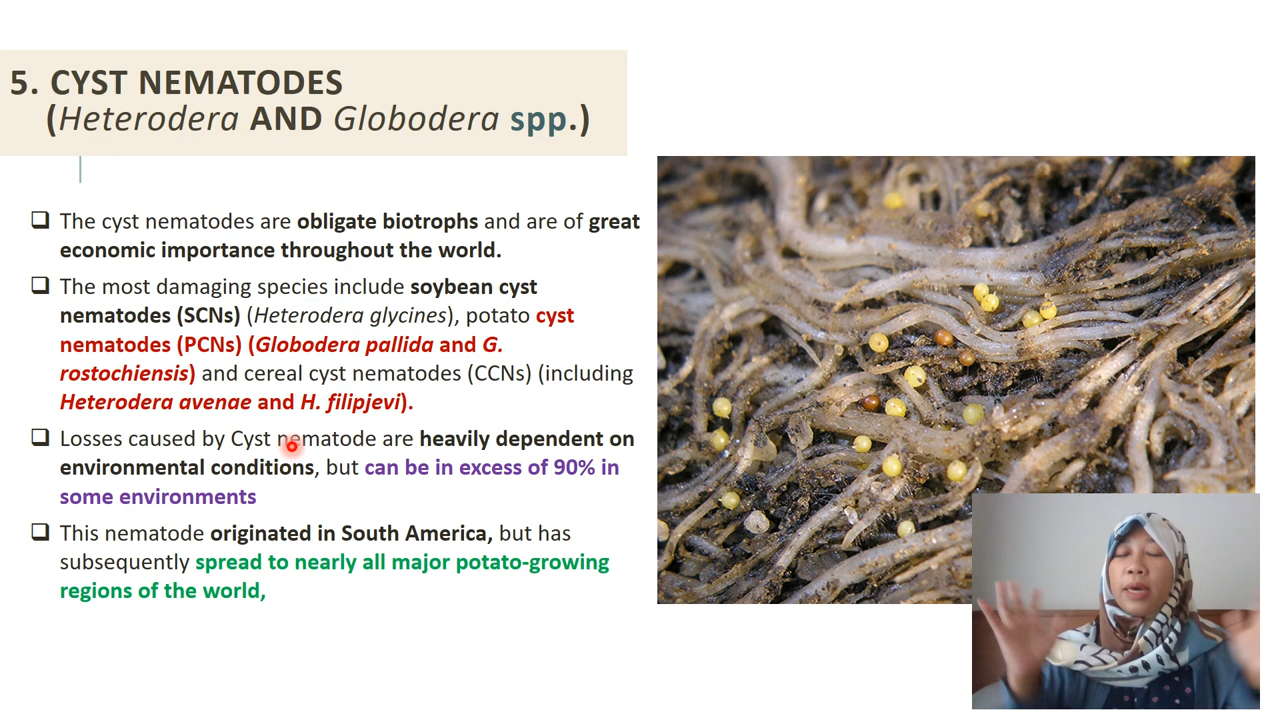 5. CYST NEMATODES
(Heterodera AND Globodera spp.)
The cyst nematodes are obligate biotrophs and are of great
economic importance throughout the world.
The most damaging species include soybean cyst
nematodes (SCNs) (Heterodera glycines), potato cyst
nematodes (PCNs) (Globodera pallida and G.
rostochiensis) and cereal cyst nematodes (CCNs) (including
Heterodera avenae and H. filipjevi).
Losses caused by Cyst nematode are heavily dependent on
environmental conditions, but can be in excess of 90% in
some environments
This nematode originated in South America, but has
subsequently spread to nearly all major potato-growing
regions of the world,